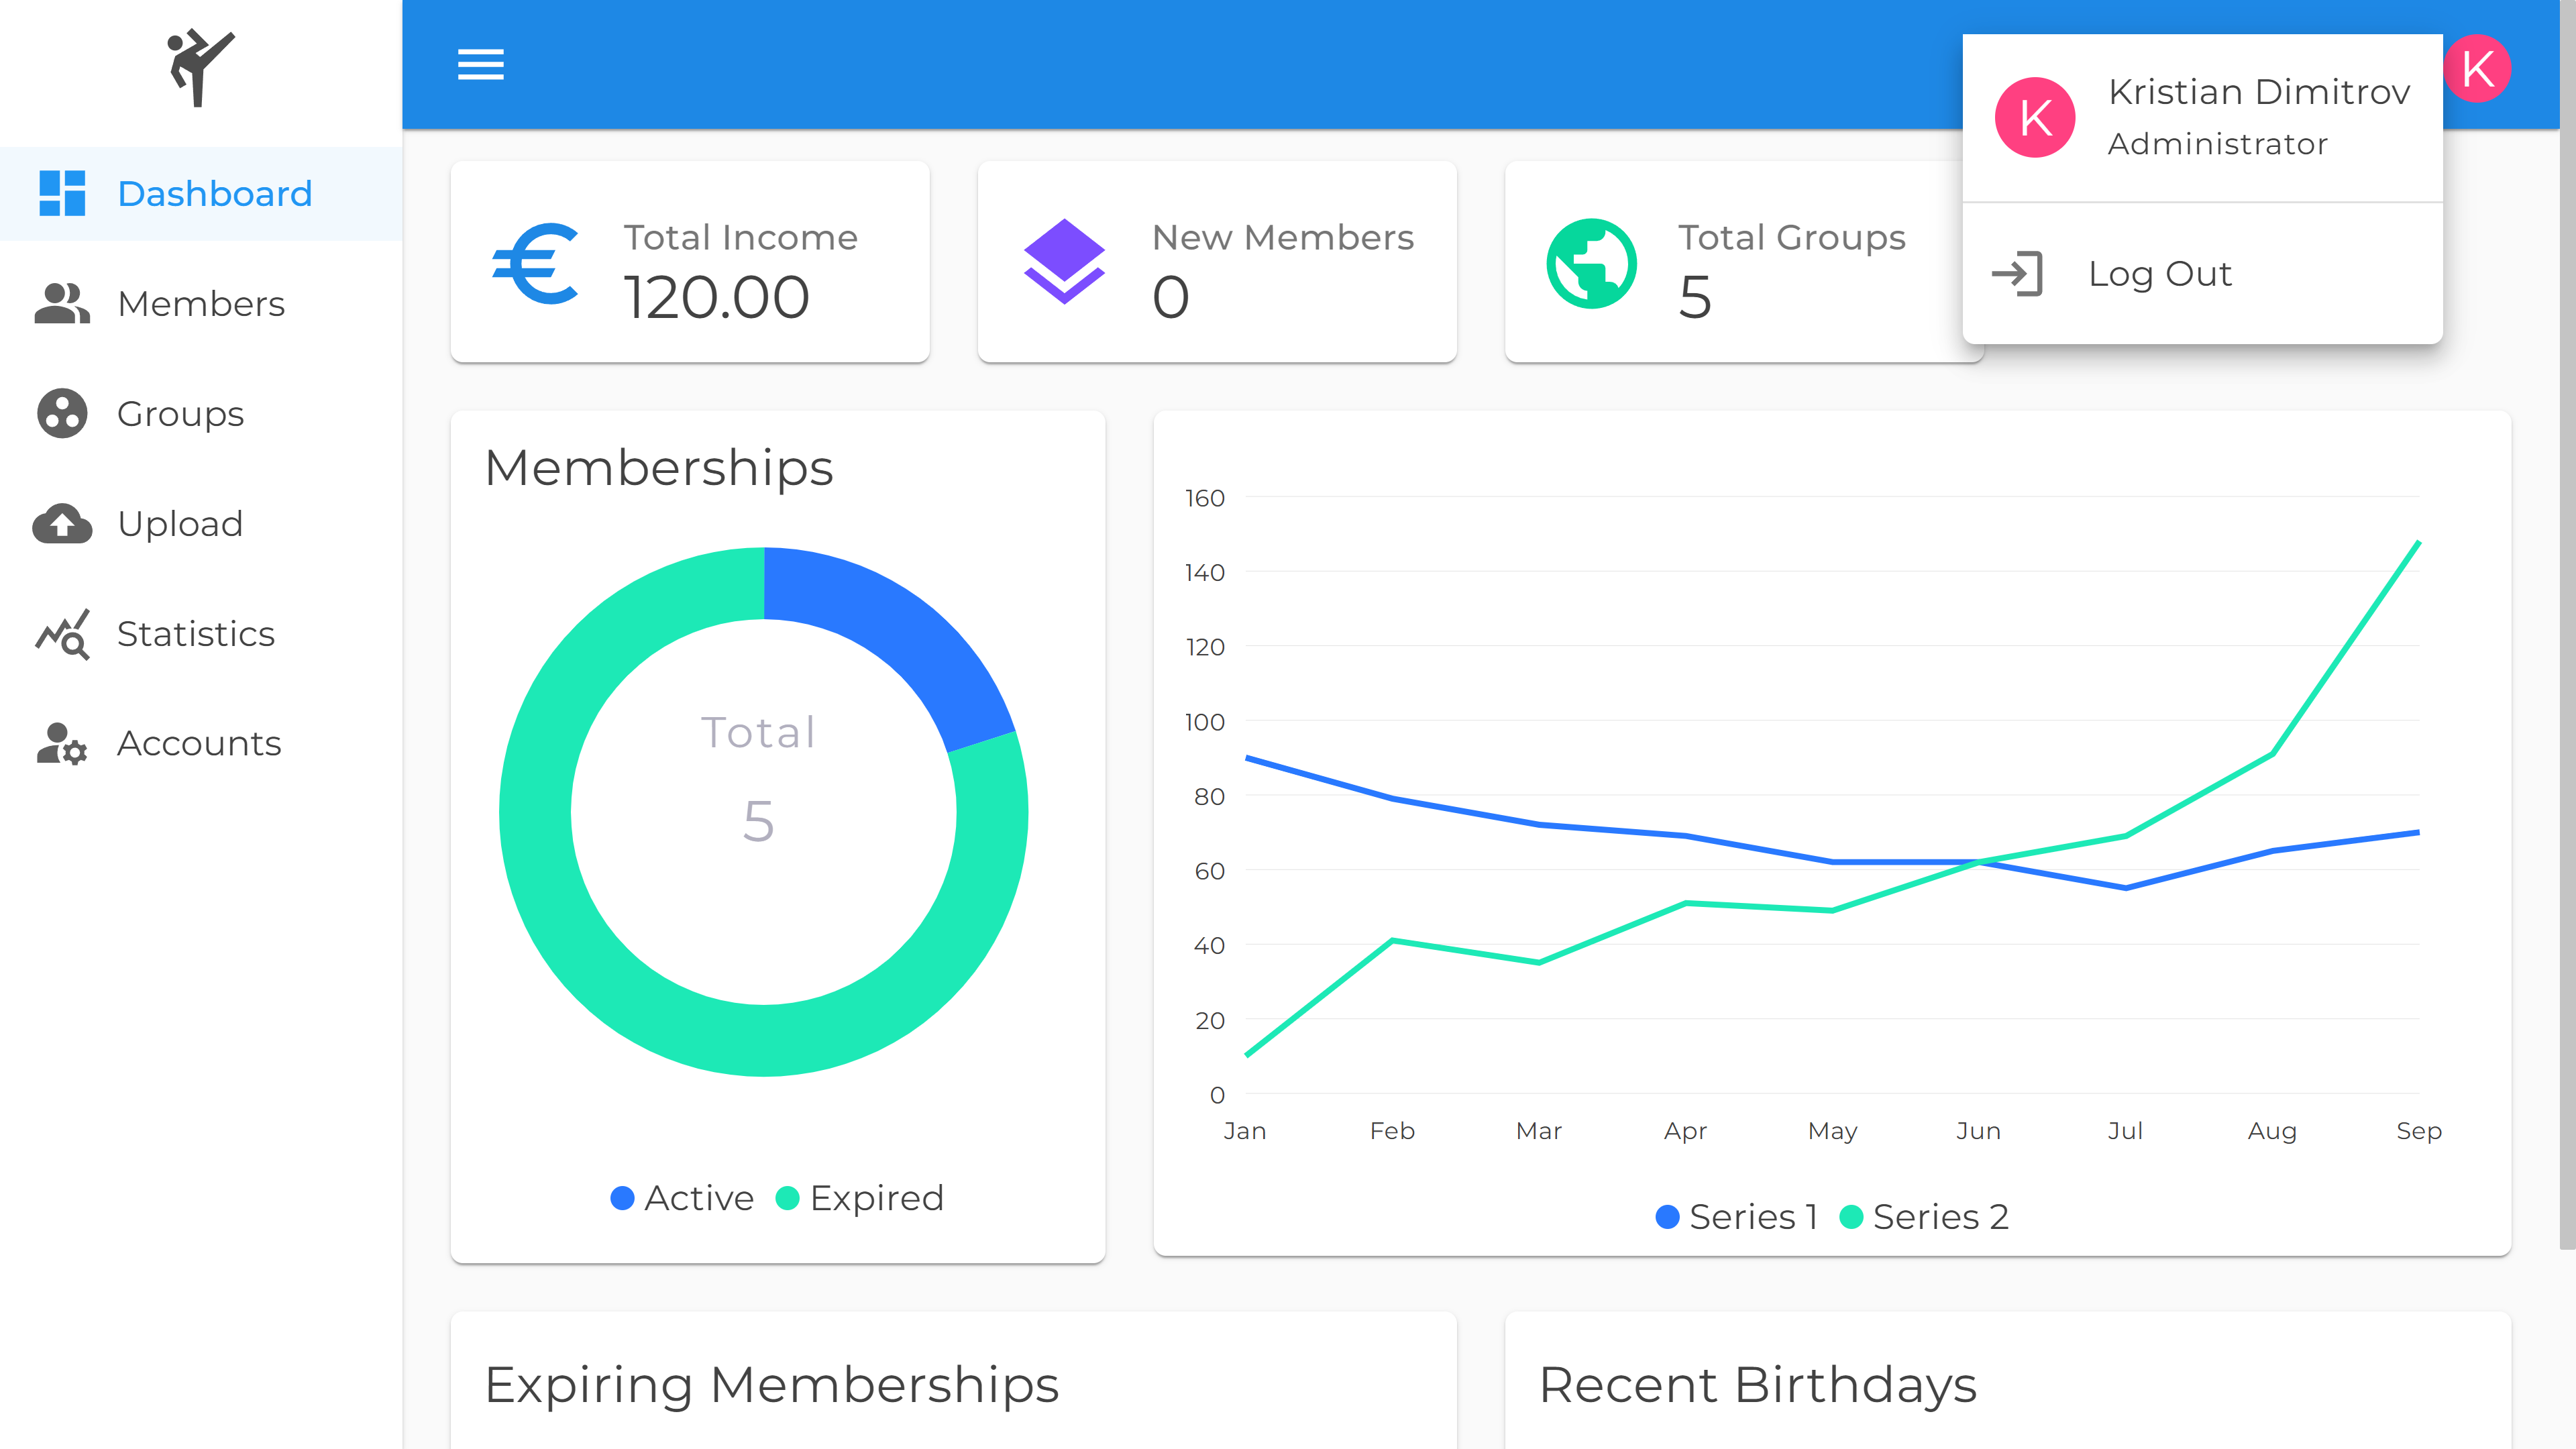 Dashboard
Members
Groups
Upload
Statistics
Accounts
K
K
Kristian Dimitrov
Administrator
Log Out
Total Income
120.00
New Members
0
Total Groups
5
Memberships
Total
5
Active
Expired
160
140
120
100
80
60
40
20
0
Jan Feb Mar Apr May Jun Jul Aug Sep
Series 1 Series 2
Expiring Memberships
Recent Birthdays